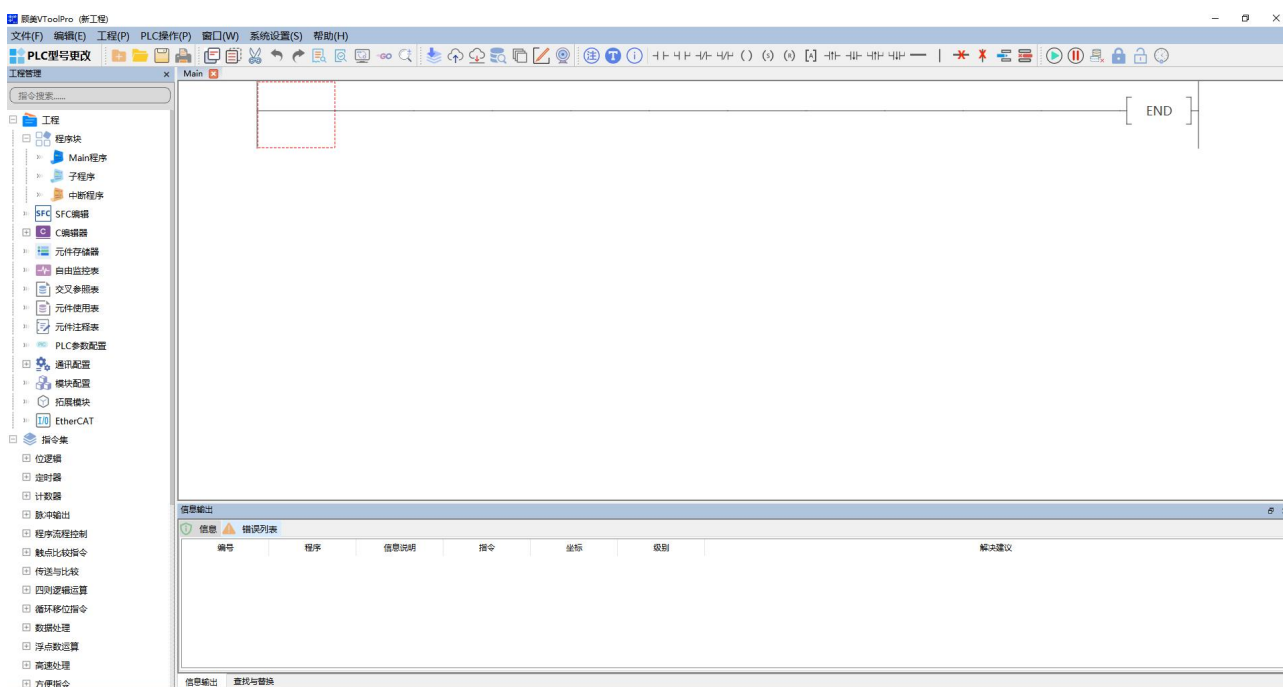 顾美VToolPro (新工程)
文件(F) 编辑(E) 工程(P) PLC操作(P) 窗口(W) 系统设置(S) 帮助(H)
PLC型号更改
工程管理
Main
指令搜索......
END
工程
程序块
Main程序
子程序
中断程序
SFC SFC编辑
C C编辑器
元件存储器
自由监控表
交叉参照表
元件使用表
元件注释表
PLC参数配置
通讯配置
模块配置
拓展模块
I/O EtherCAT
指令集
位逻辑
定时器
计数器
脉冲输出
程序流程控制
触点比较指令
传送与比较
四则逻辑运算
循环移位指令
数据处理
浮点数运算
高速处理
方便指令
信息输出
信息 错误列表
编号 程序 信息说明 指令 坐标 级别 解决建议
信息输出 查找与替换